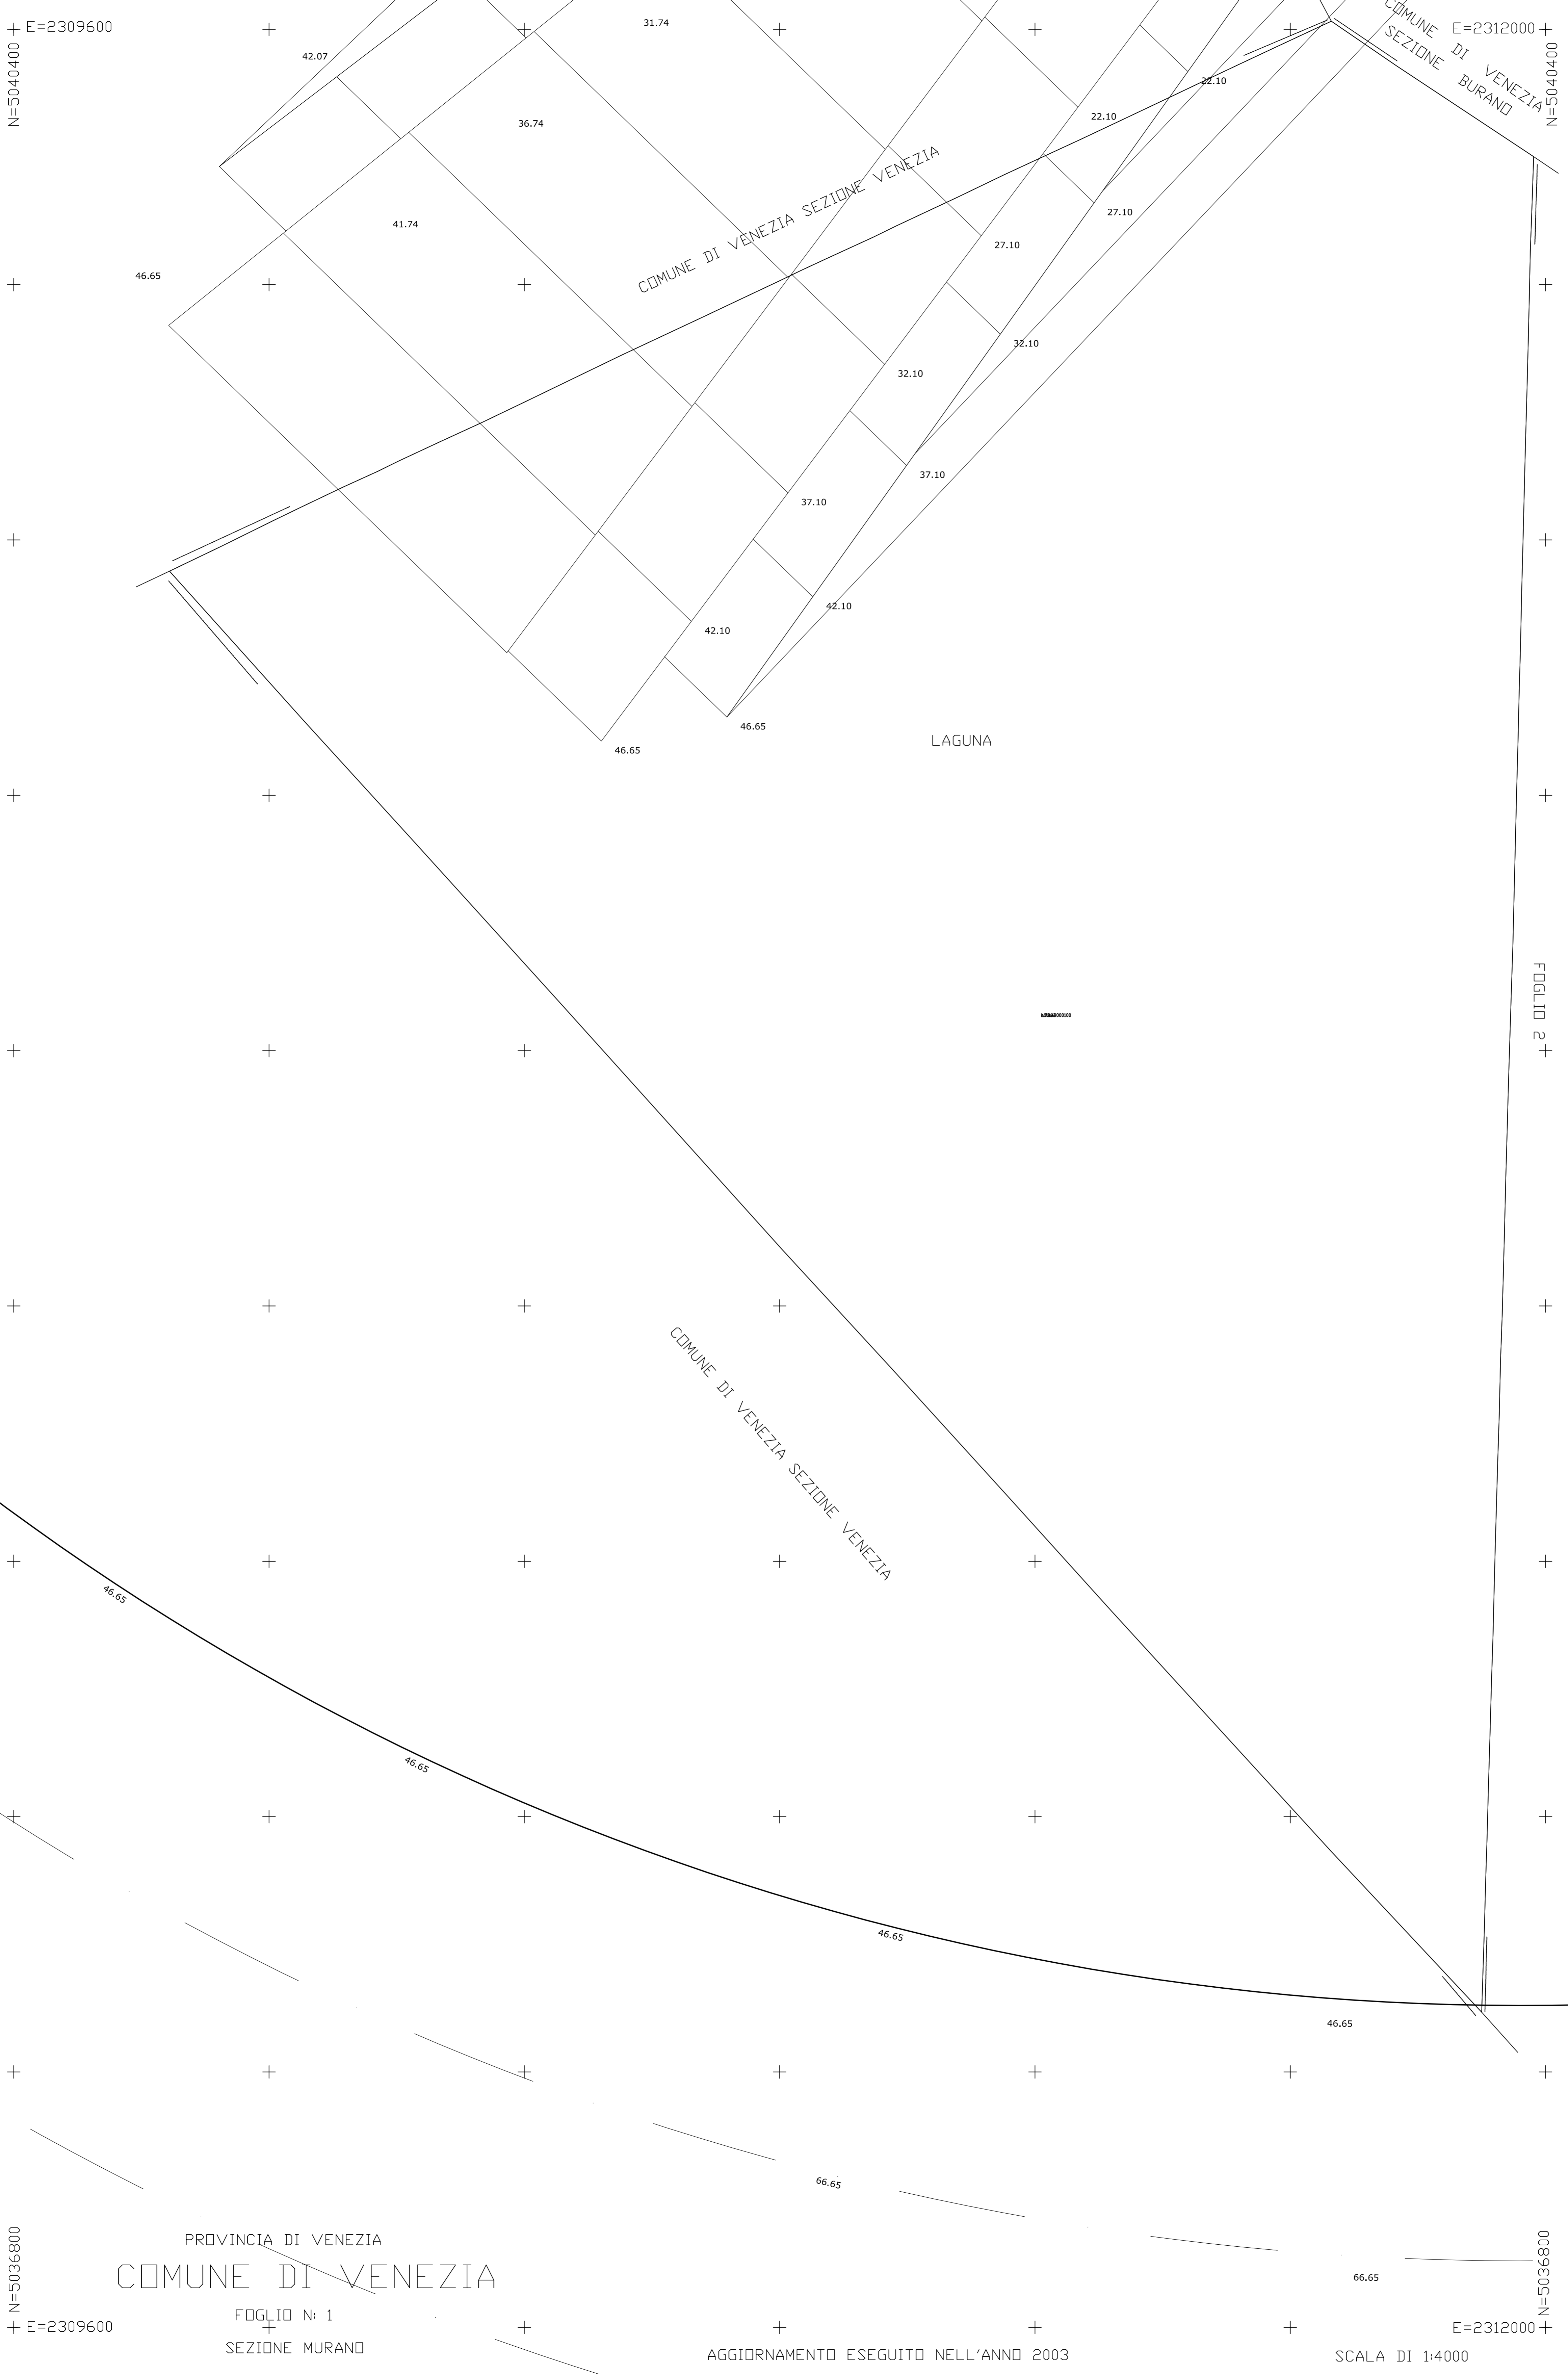 E=2309600
N=5040400
E=2312000
N=5040400
COMUNE DI VENEZIA
SEZIONE BURANO
31.74
42.07
22.10
36.74
22.10
COMUNE DI VENEZIA SEZIONE VENEZIA
27.10
41.74
27.10
46.65
32.10
32.10
37.10
37.10
42.10
42.10
46.65
46.65
LAGUNA
FOGLIO 2
COMUNE DI VENEZIA SEZIONE VENEZIA
46.65
46.65
46.65
46.65
66.65
66.65
N=5036800
N=5036800
PROVINCIA DI VENEZIA
COMUNE DI VENEZIA
FOGLIO N: 1
SEZIONE MURANO
E=2309600
E=2312000
AGGIORNAMENTO ESEGUITO NELL'ANNO 2003
SCALA DI 1:4000